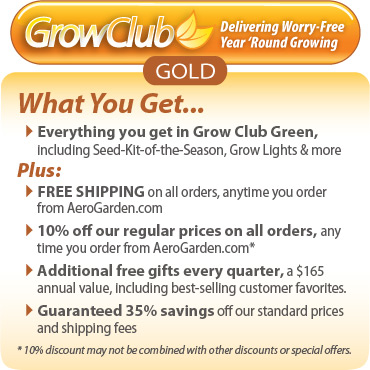 GrowClub
Delivering Worry-Free
Year ‘Round Growing
GOLD
What You Get...
Everything you get in Grow Club Green,
including Seed-Kit-of-the-Season, Grow Lights & more
Plus:
FREE SHIPPING on all orders, anytime you order
from AeroGarden.com
10% off our regular prices on all orders, any
time you order from AeroGarden.com*
Additional free gifts every quarter, a $165
annual value, including best-selling customer favorites.
Guaranteed 35% savings off our standard prices
and shipping fees
* 10% discount may not be combined with other discounts or special offers.